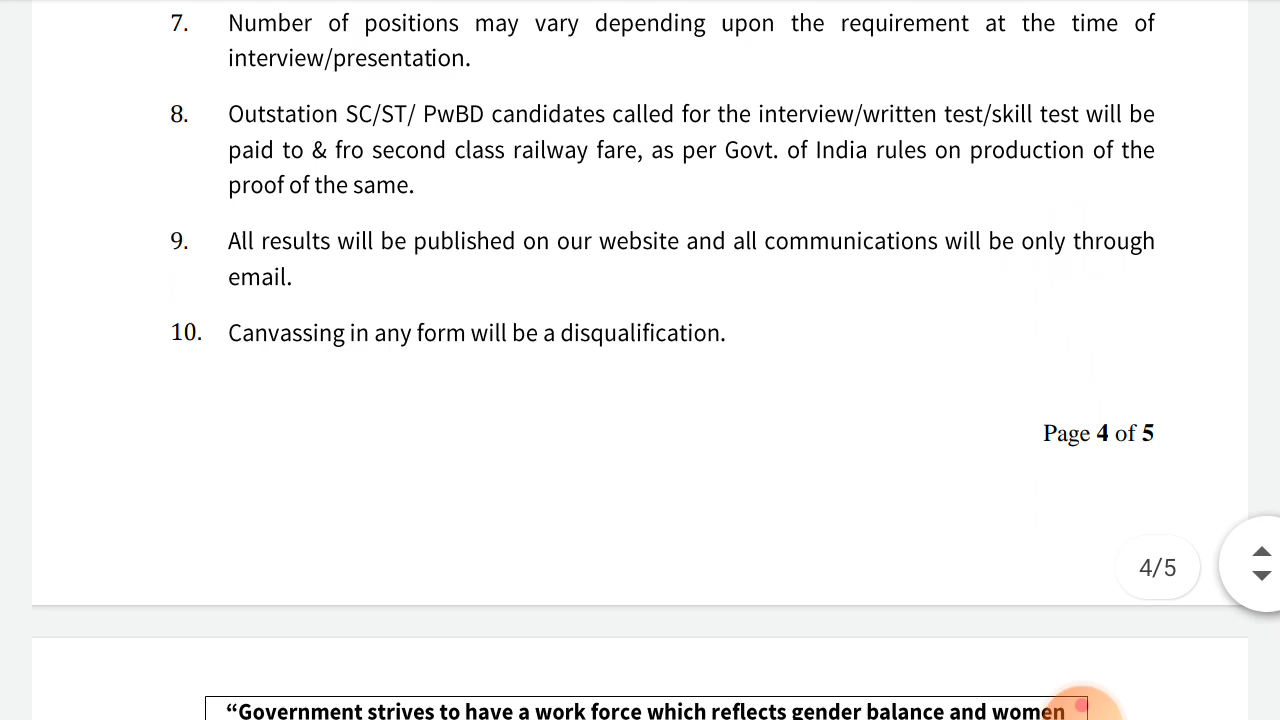 7. Number of positions may vary depending upon the requirement at the time of
interview/presentation.
8. Outstation SC/ST/ PwBD candidates called for the interview/written test/skill test will be
paid to & fro second class railway fare, as per Govt. of India rules on production of the
proof of the same.
9. All results will be published on our website and all communications will be only through
email.
10. Canvassing in any form will be a disqualification.
Page 4 of 5
4/5
“Government strives to have a work force which reflects gender balance and women